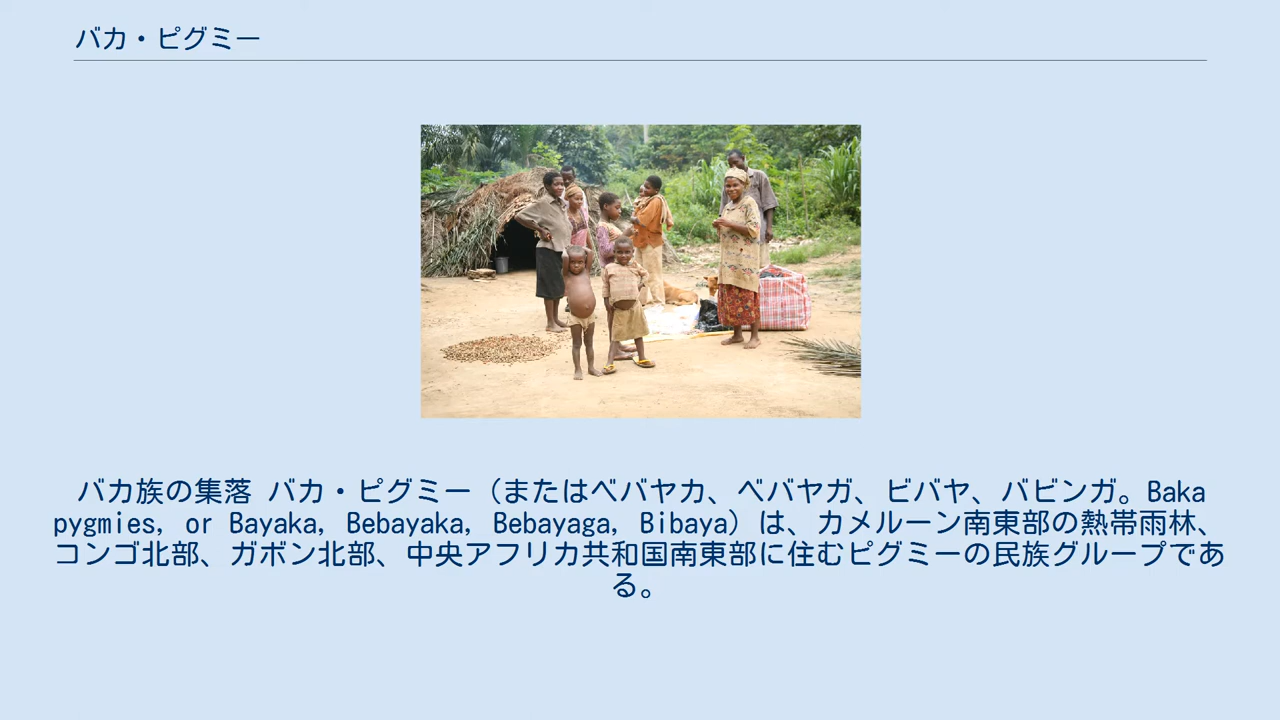 バカ・ピグミー
バカ族の集落 バカ・ピグミー（またはベバヤカ、ベバヤガ、ビバヤ、バビンガ。Baka
pygmies, or Bayaka, Bebayaka, Bebayaga, Bibaya）は、カメルーン南東部の熱帯雨林、
コンゴ北部、ガボン北部、中央アフリカ共和国南東部に住むピグミーの民族グループであ
る。